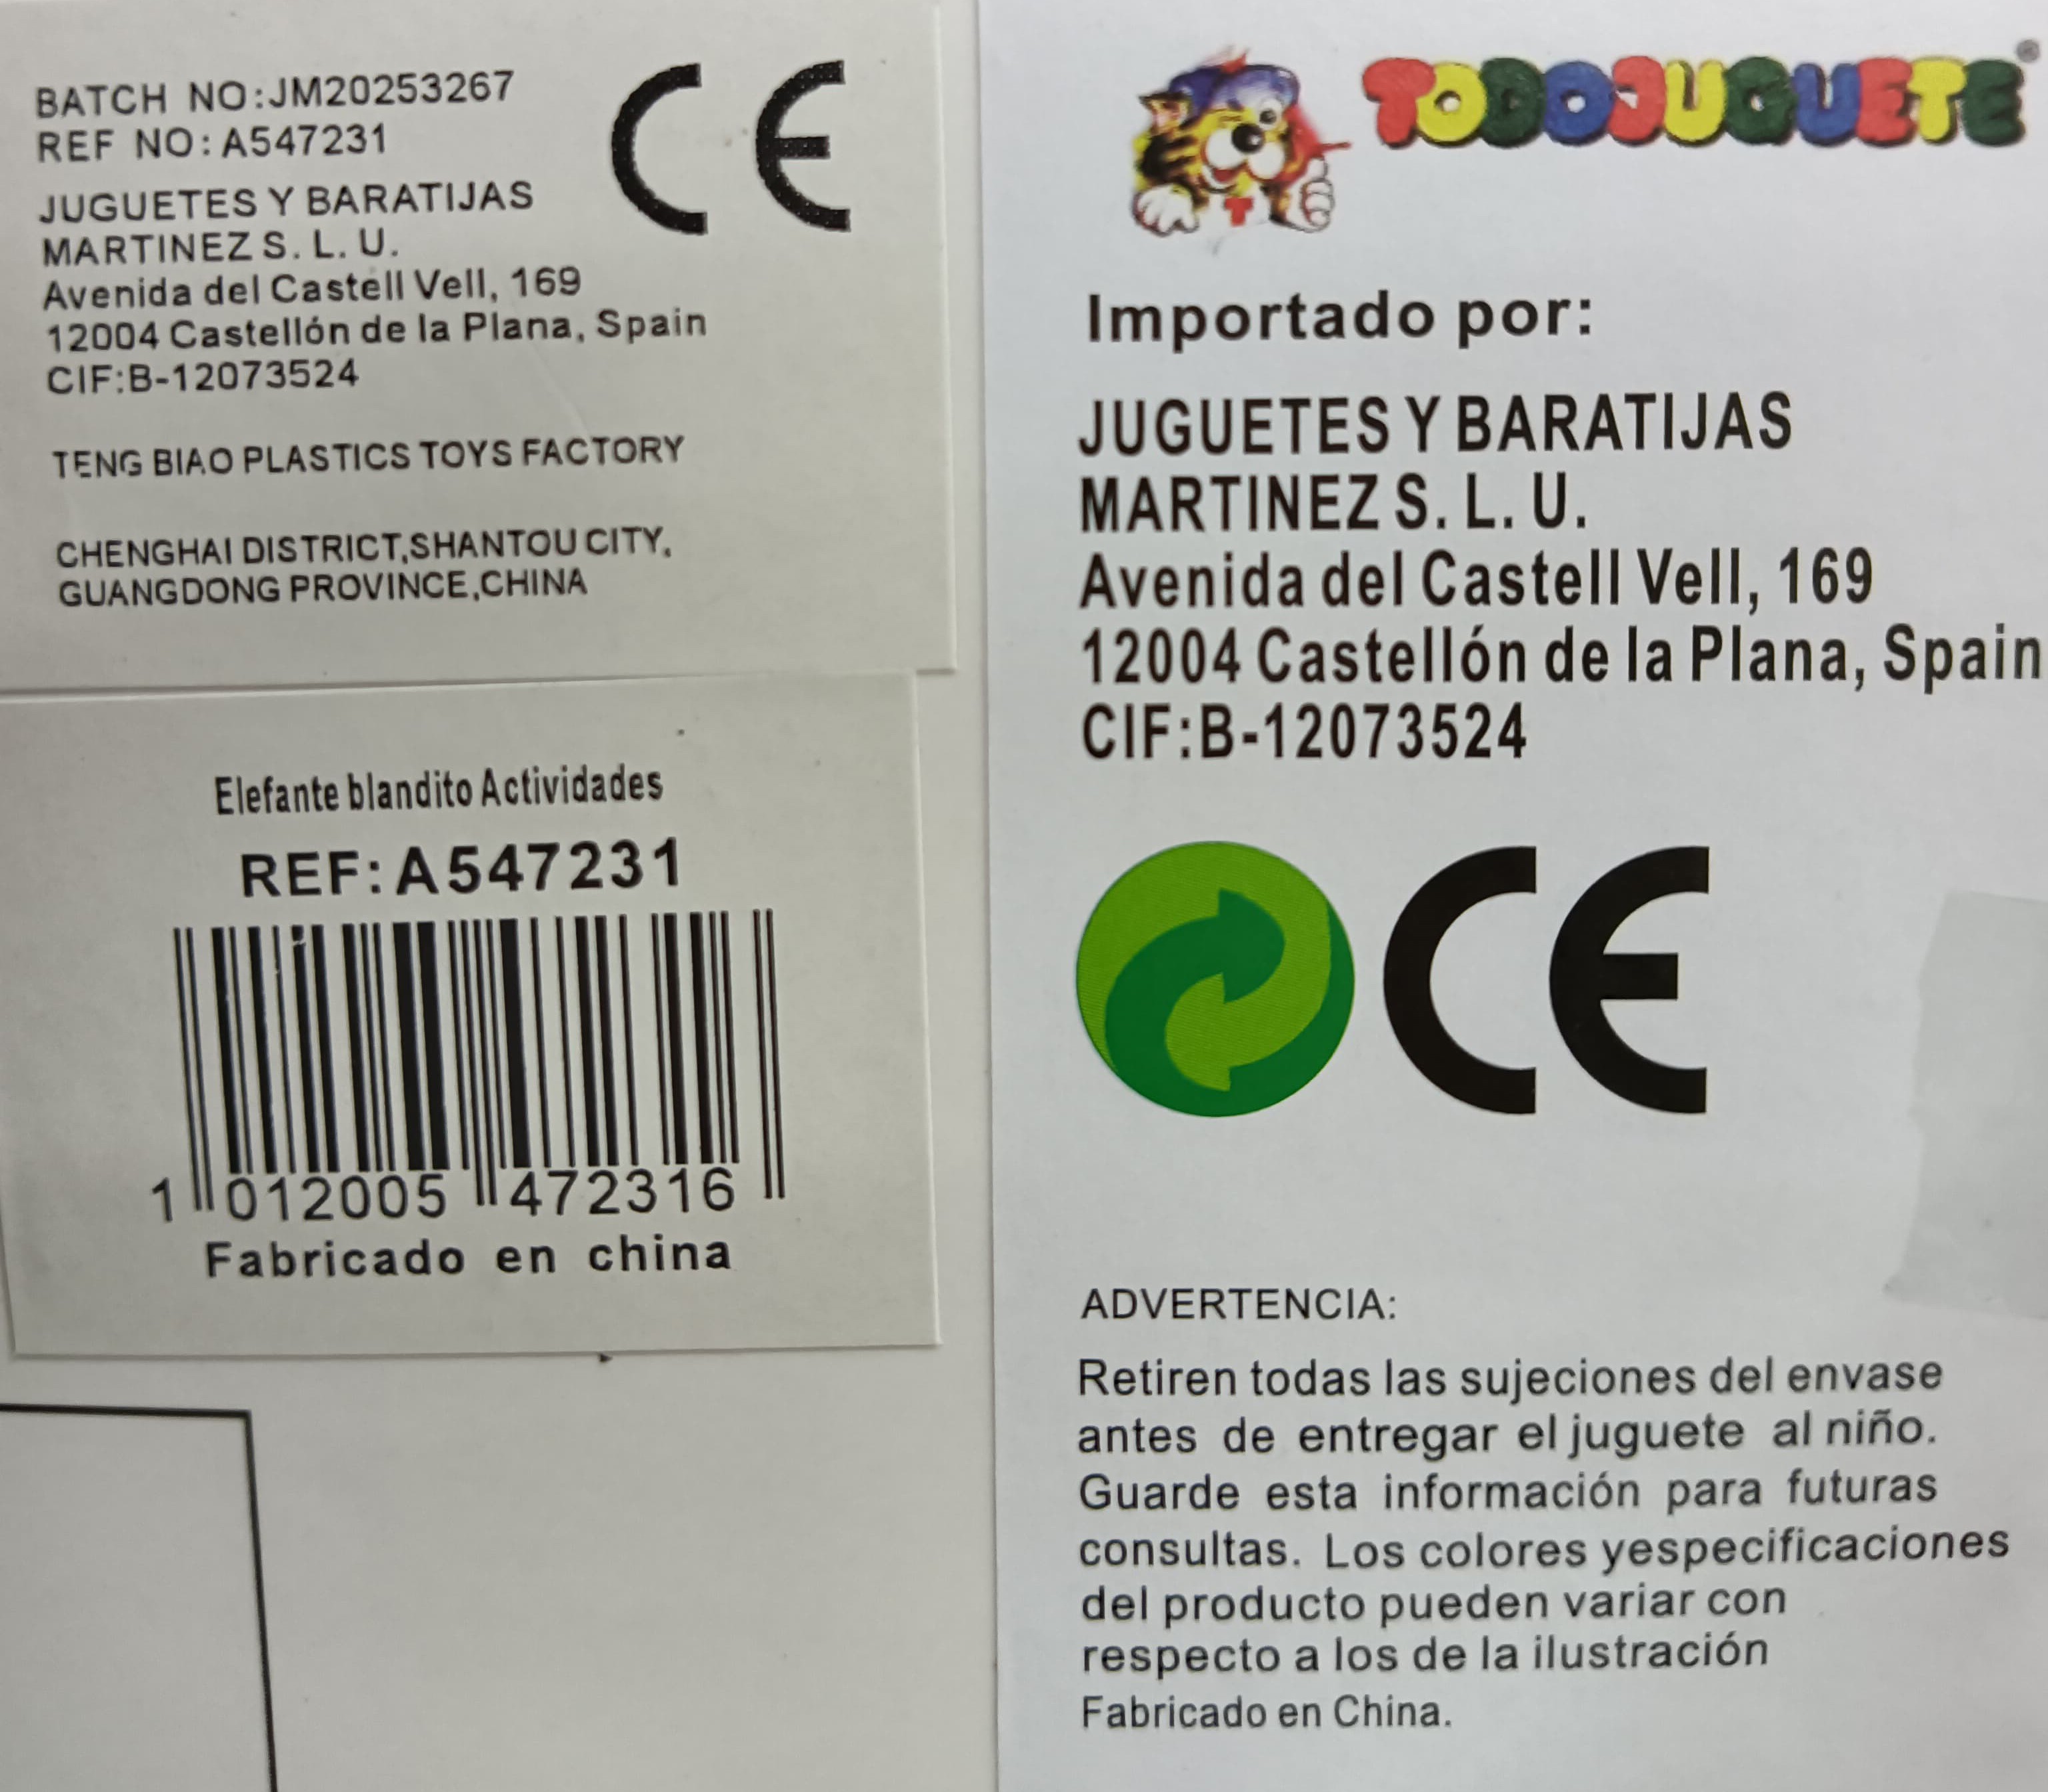 BATCH NO:JM20253267
REF NO:A547231
JUGUETES Y BARATIJAS
MARTINEZ S. L. U.
Avenida del Castell Vell, 169
12004 Castellón de la Plana, Spain
CIF:B-12073524
CE
TENG BIAO PLASTICS TOYS FACTORY
CHENGHAI DISTRICT,SHANTOU CITY,
GUANGDONG PROVINCE,CHINA
Elefante blandito Actividades
REF:A547231
1 012005 472316
Fabricado en china
TODOJUGUETE®
T
Importado por:
JUGUETES Y BARATIJAS
MARTINEZ S. L. U.
Avenida del Castell Vell, 169
12004 Castellón de la Plana, Spain
CIF:B-12073524
CE
ADVERTENCIA:
Retiren todas las sujeciones del envase
antes de entregar el juguete al niño.
Guarde esta información para futuras
consultas. Los colores yespecificaciones
del producto pueden variar con
respecto a los de la ilustración
Fabricado en China.